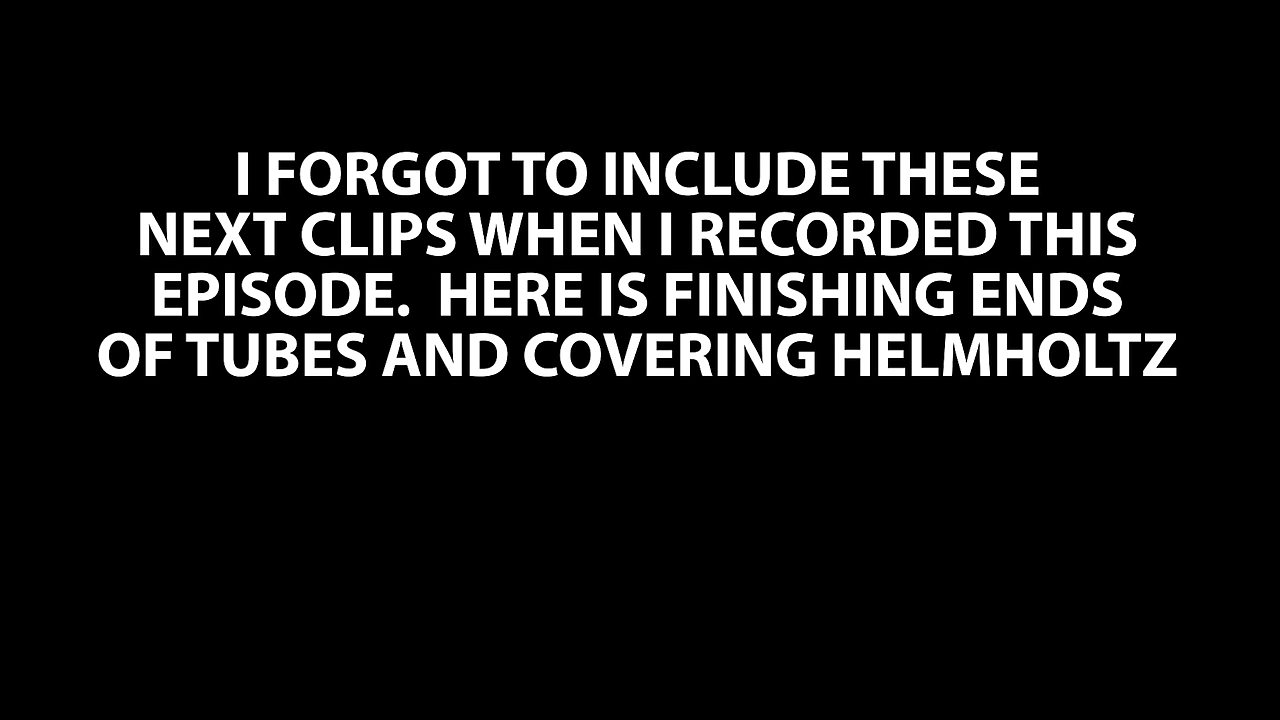 I FORGOT TO INCLUDE THESE
NEXT CLIPS WHEN I RECORDED THIS
EPISODE.  HERE IS FINISHING ENDS
OF TUBES AND COVERING HELMHOLTZ